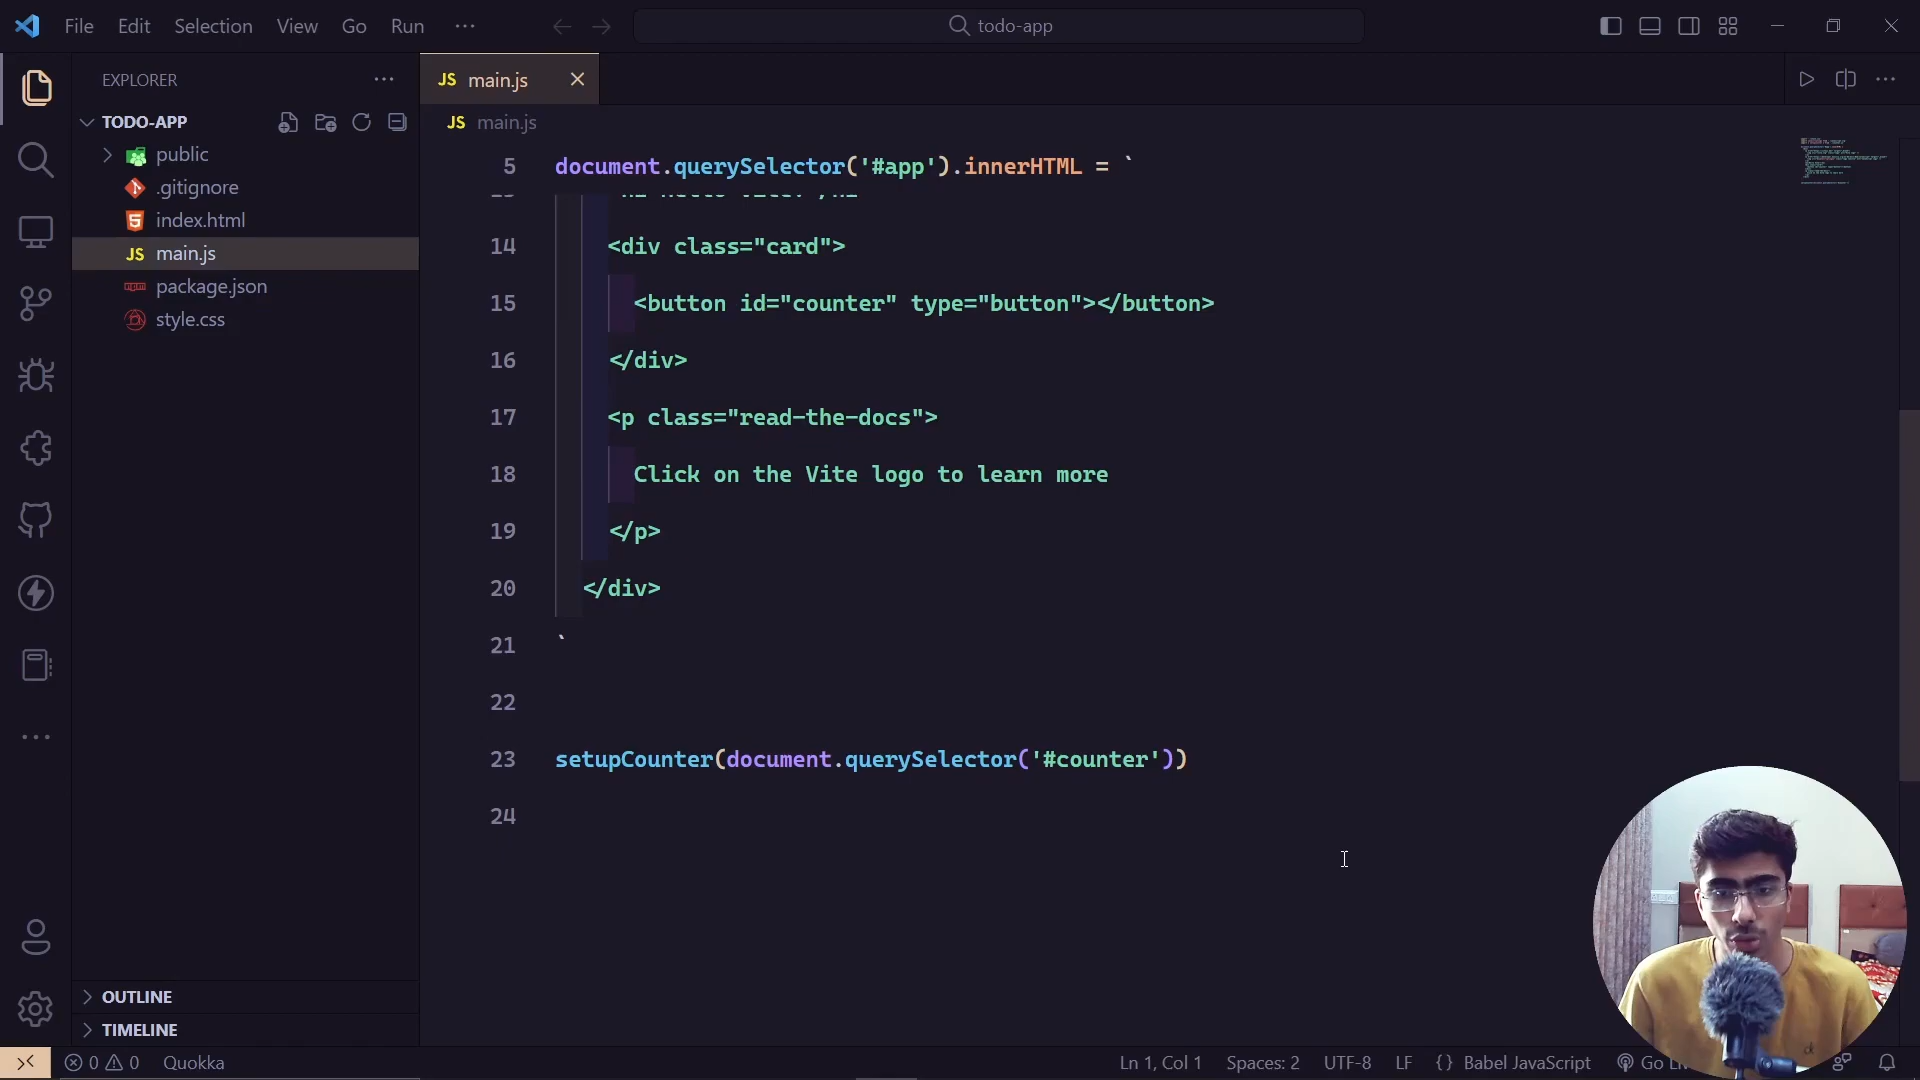 File Edit Selection View Go Run ··· todo-app
EXPLORER ···
TODO-APP
public
.gitignore
index.html
JS main.js
package.json
style.css
OUTLINE
TIMELINE
JS main.js
JS main.js
5 document.querySelector('#app').innerHTML = `
14 <div class="card">
15 <button id="counter" type="button"></button>
16 </div>
17 <p class="read-the-docs">
18 Click on the Vite logo to learn more
19 </p>
20 </div>
21 `
22
23 setupCounter(document.querySelector('#counter'))
24
0 0 Quokka Ln 1, Col 1 Spaces: 2 UTF-8 LF {} Babel JavaScript Go